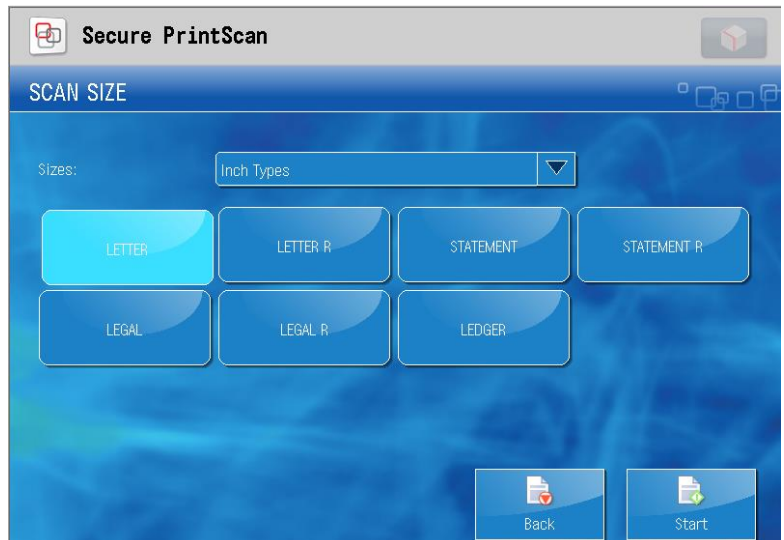 Secure PrintScan
SCAN SIZE
Sizes: Inch Types
LETTER LETTER R STATEMENT STATEMENT R
LEGAL LEGAL R LEDGER
Back Start